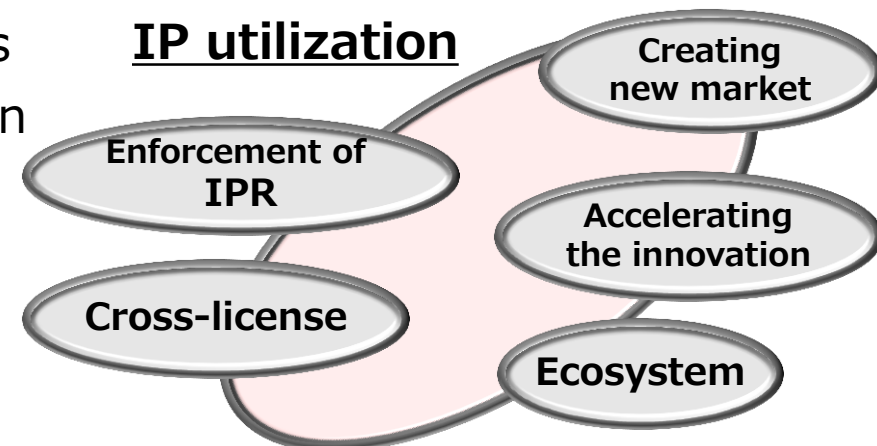 s
n
IP utilization
Creating
new market
Enforcement of
IPR
Accelerating
the innovation
Cross-license
Ecosystem